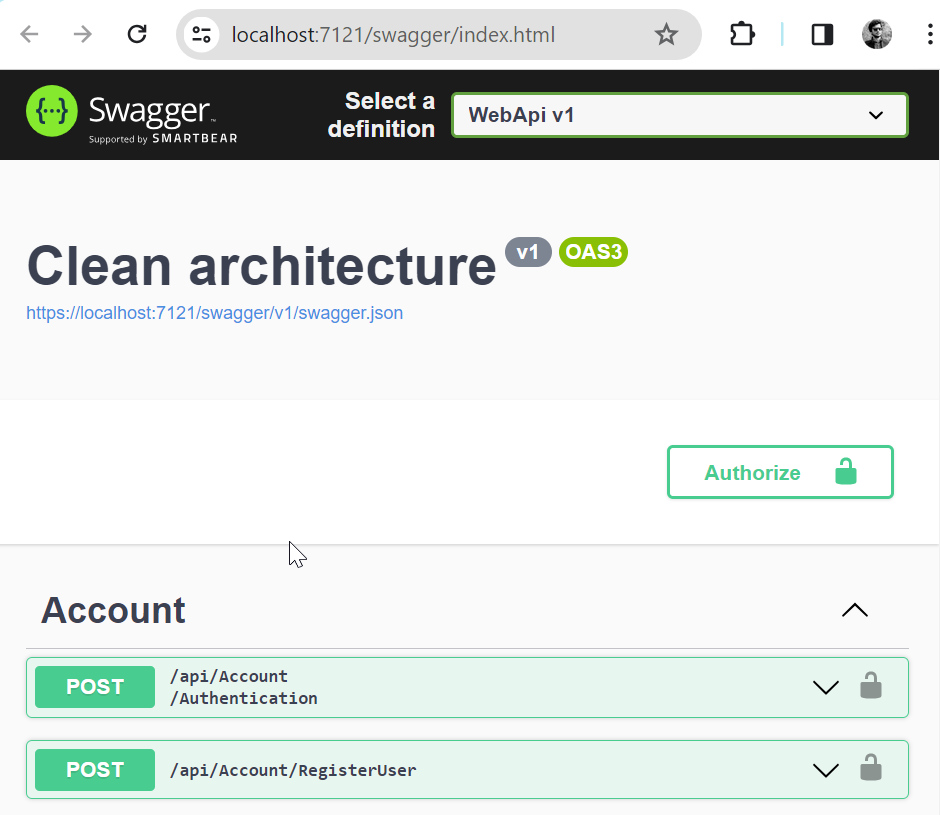 localhost:7121/swagger/index.html
{···} Swagger™
Supported by SMARTBEAR
Select a
definition
WebApi v1
Clean architecture v1 OAS3
https://localhost:7121/swagger/v1/swagger.json
Authorize
Account
POST /api/Account
/Authentication
POST /api/Account/RegisterUser